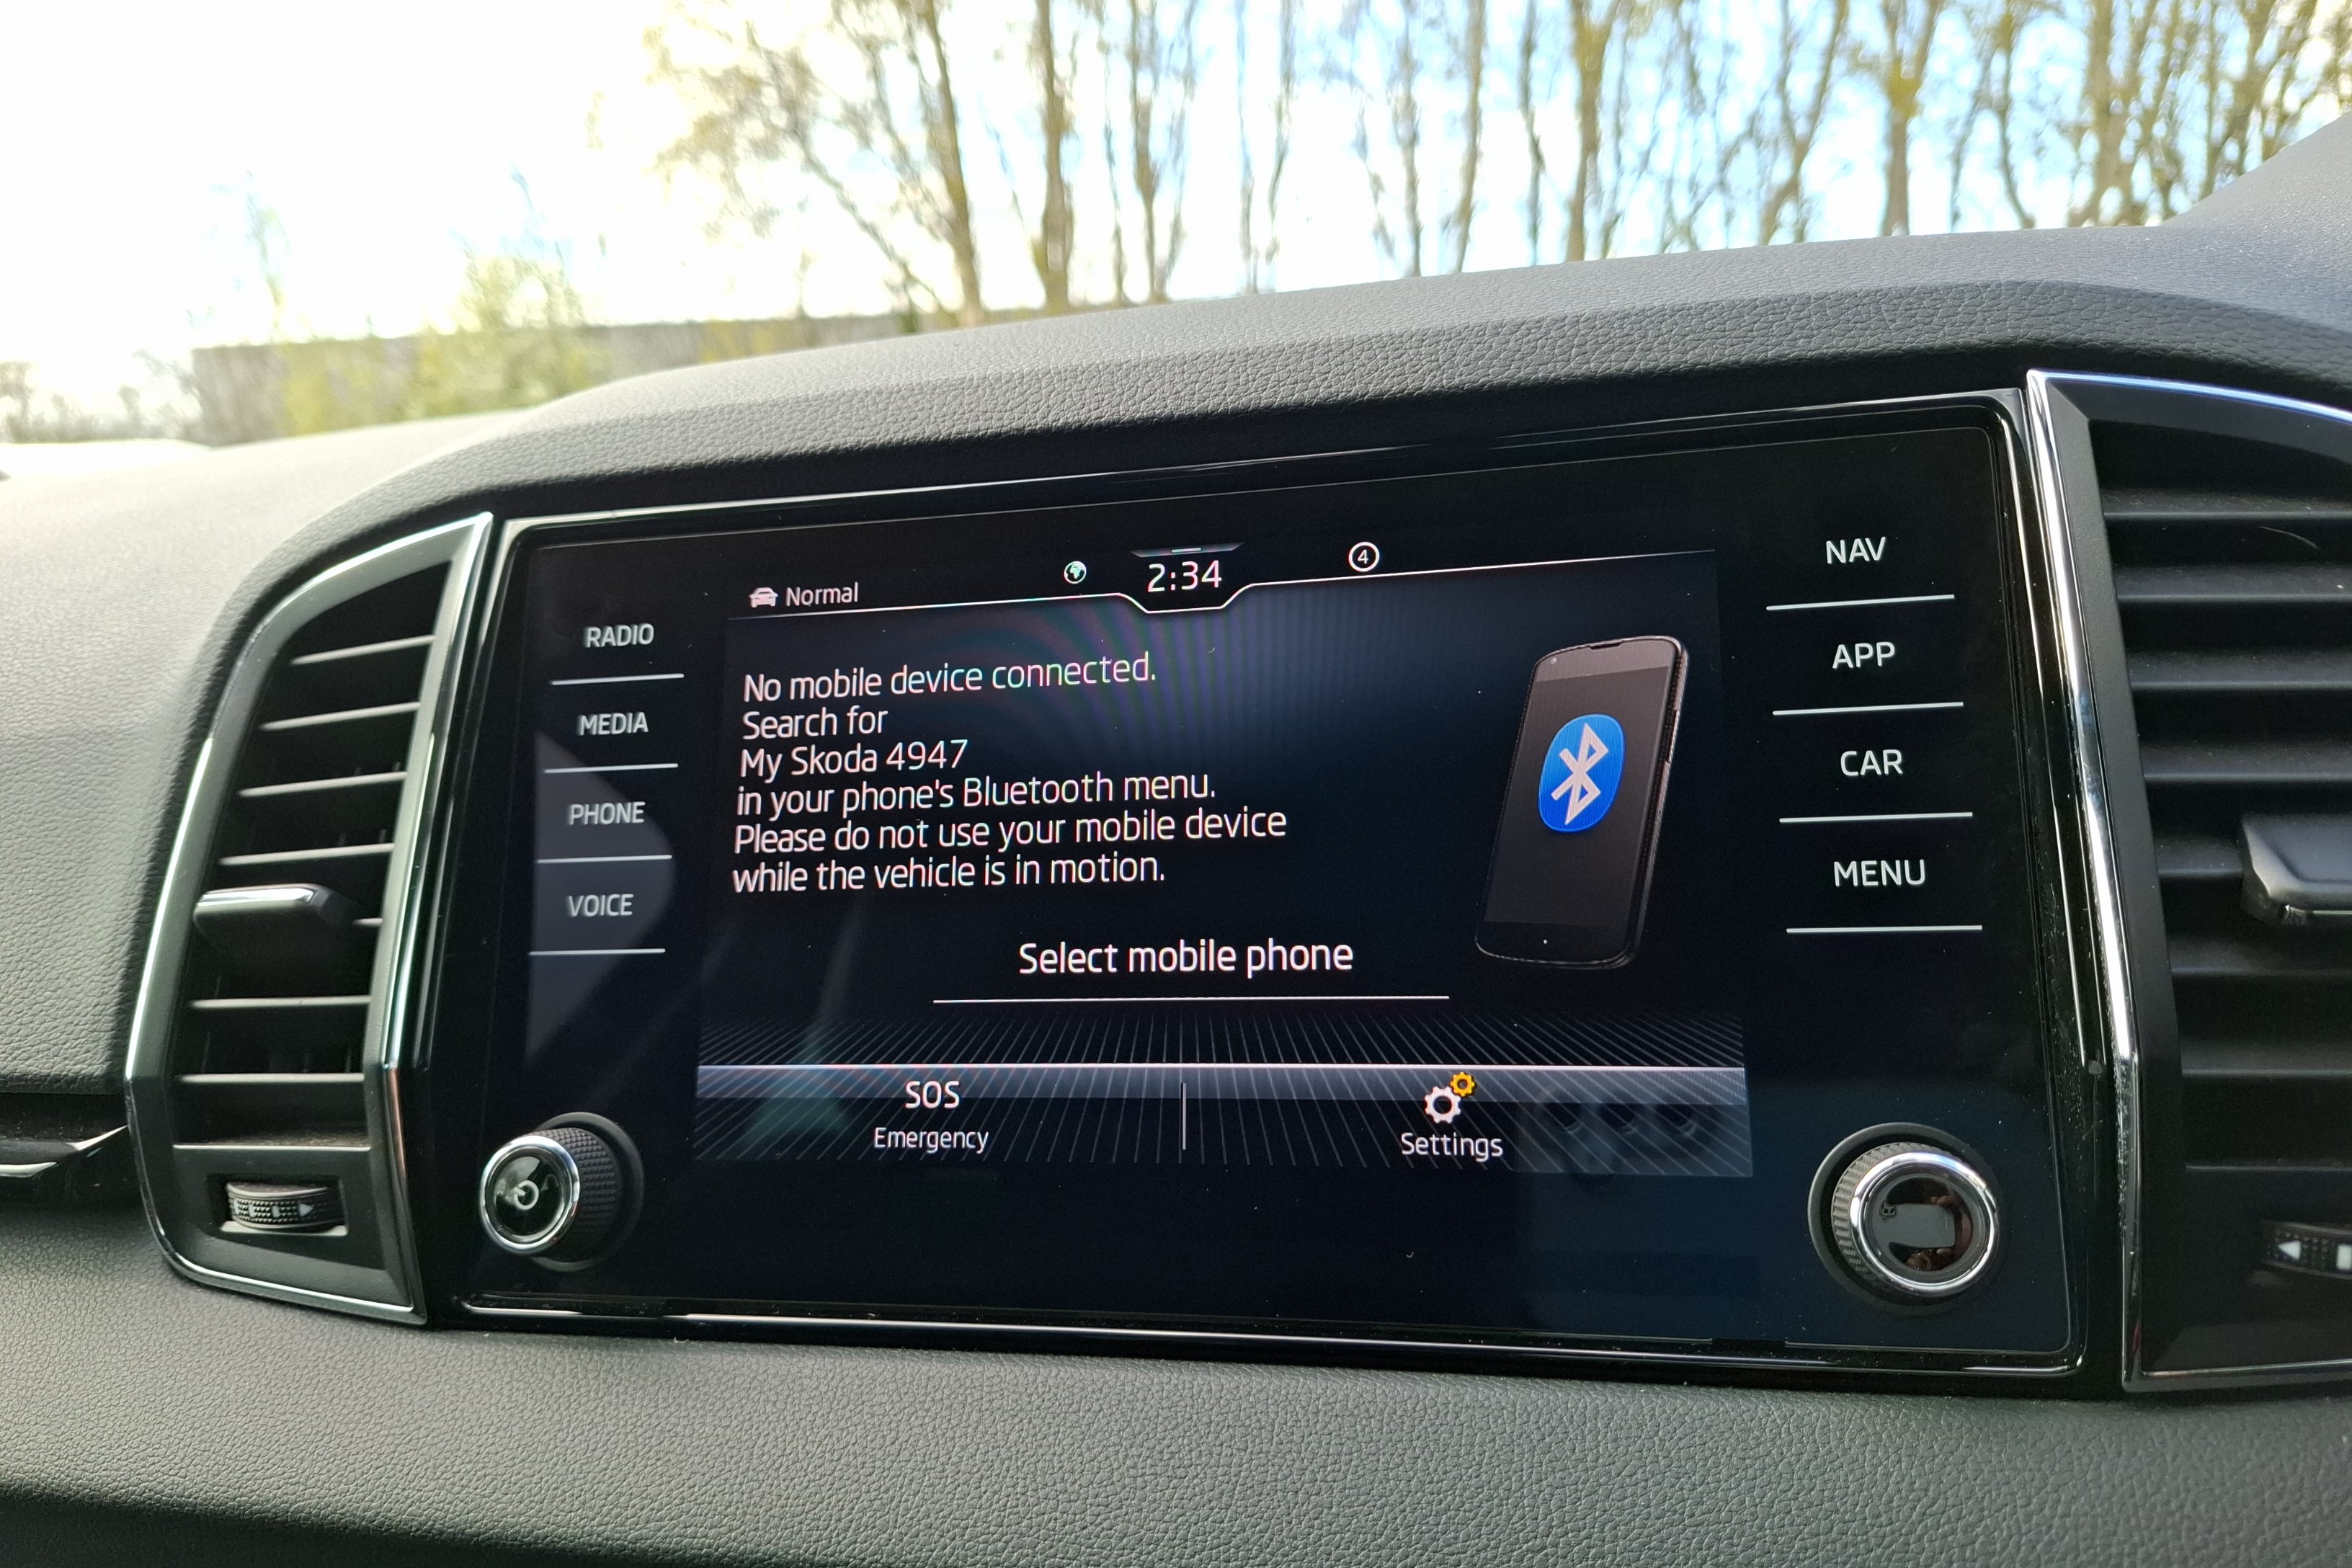 Normal
2:34
4
RADIO
MEDIA
PHONE
VOICE
No mobile device connected.
Search for
My Skoda 4947
in your phone's Bluetooth menu.
Please do not use your mobile device
while the vehicle is in motion.
Select mobile phone
SOS
Emergency
Settings
NAV
APP
CAR
MENU